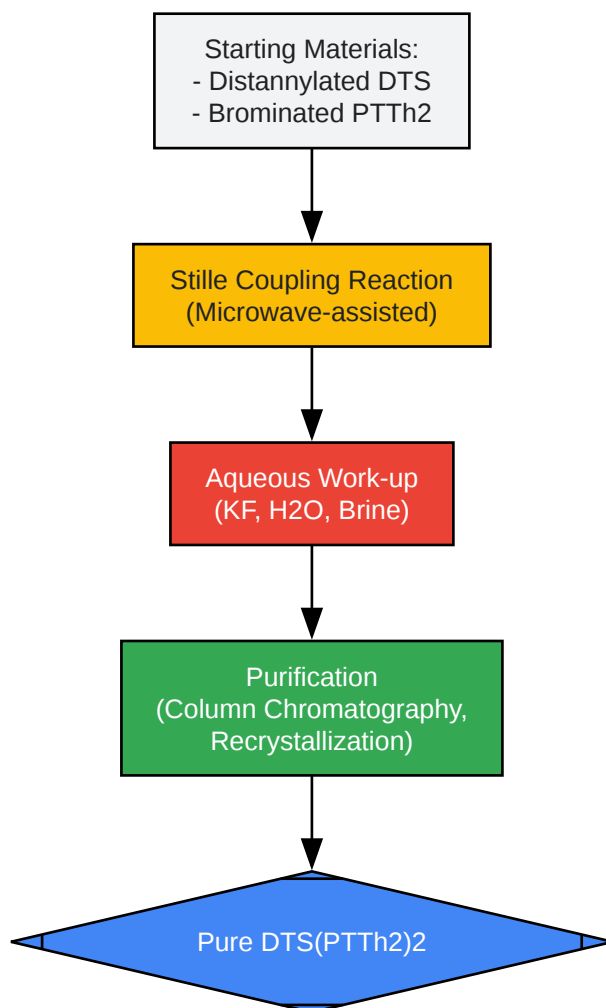 Starting Materials:
- Distannylated DTS
- Brominated PTTh2
Stille Coupling Reaction
(Microwave-assisted)
Aqueous Work-up
(KF, H2O, Brine)
Purification
(Column Chromatography,
Recrystallization)
Pure DTS(PTTh2)2